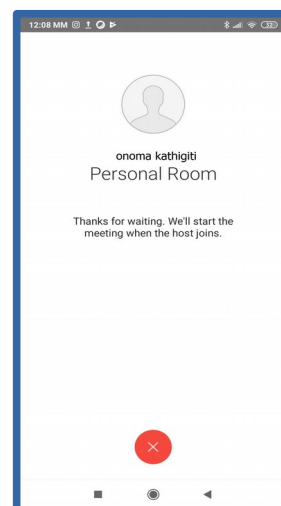 12:08 MM 32
onoma kathigiti
Personal Room
Thanks for waiting. We'll start the
meeting when the host joins.